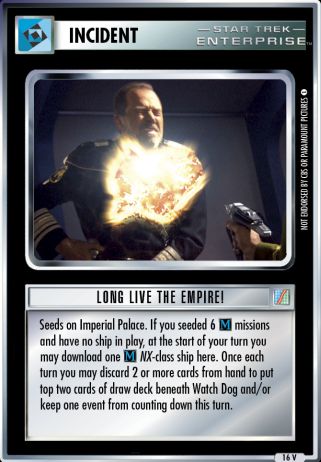 INCIDENT
STAR TREK
ENTERPRISE™
NOT ENDORSED BY CBS OR PARAMOUNT PICTURES
LONG LIVE THE EMPIRE!
Seeds on Imperial Palace. If you seeded 6 M missions
and have no ship in play, at the start of your turn you
may download one M NX-class ship here. Once each
turn you may discard 2 or more cards from hand to put
top two cards of draw deck beneath Watch Dog and/or
keep one event from counting down this turn.
16 V